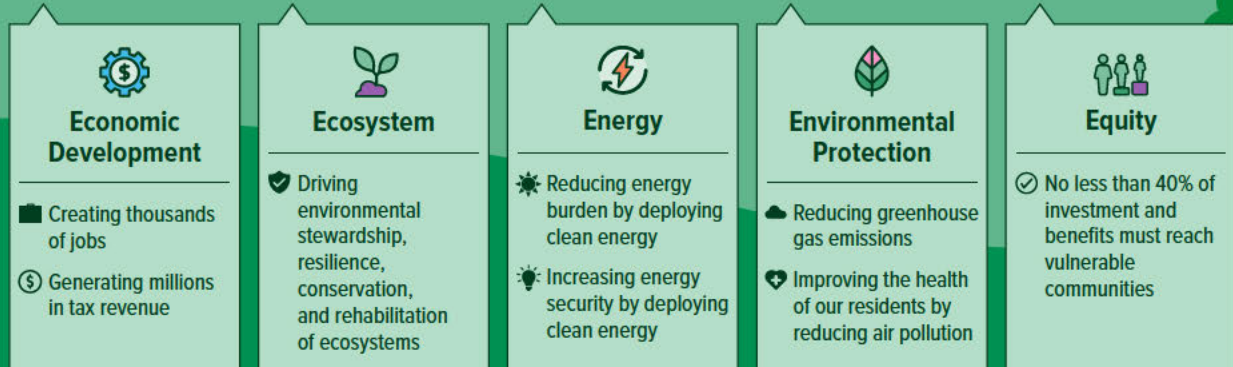 Economic
Development
Creating thousands
of jobs
Generating millions
in tax revenue
Ecosystem
Driving
environmental
stewardship,
resilience,
conservation,
and rehabilitation
of ecosystems
Energy
Reducing energy
burden by deploying
clean energy
Increasing energy
security by deploying
clean energy
Environmental
Protection
Reducing greenhouse
gas emissions
Improving the health
of our residents by
reducing air pollution
Equity
No less than 40% of
investment and
benefits must reach
vulnerable
communities